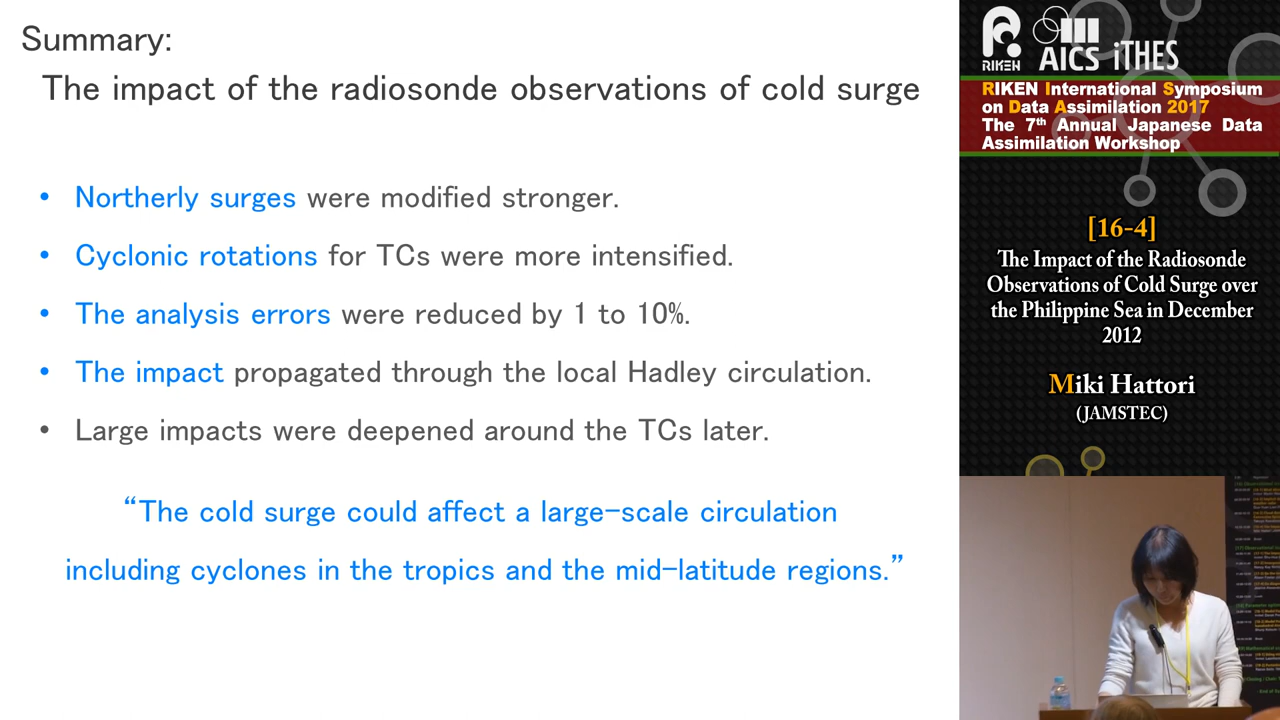 Summary:
The impact of the radiosonde observations of cold surge
• Northerly surges were modified stronger.
• Cyclonic rotations for TCs were more intensified.
• The analysis errors were reduced by 1 to 10%.
• The impact propagated through the local Hadley circulation.
• Large impacts were deepened around the TCs later.
“The cold surge could affect a large-scale circulation
including cyclones in the tropics and the mid-latitude regions.”
RIKEN AICS iTHES
RIKEN International Symposium
on Data Assimilation 2017
The 7th Annual Japanese Data
Assimilation Workshop
[16-4]
The Impact of the Radiosonde
Observations of Cold Surge over
the Philippine Sea in December
2012
Miki Hattori
(JAMSTEC)